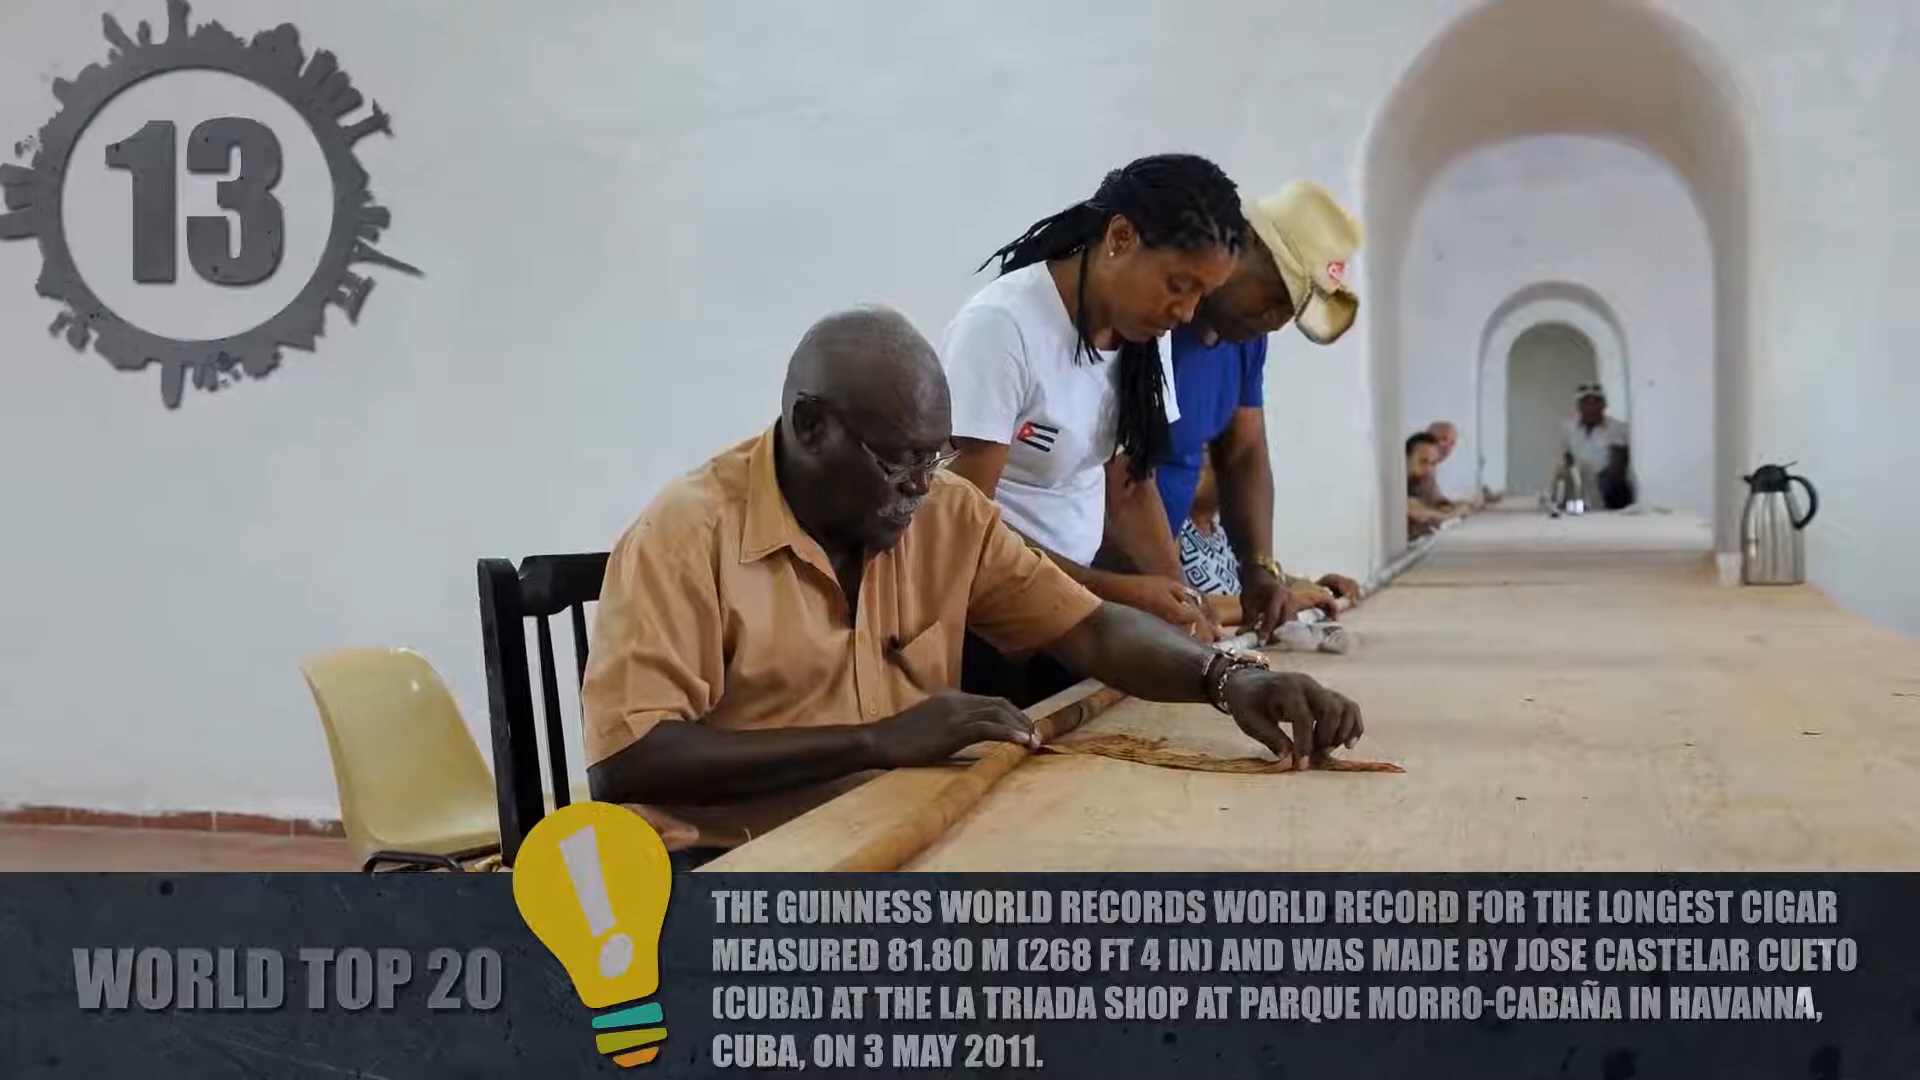 13
WORLD TOP 20
THE GUINNESS WORLD RECORDS WORLD RECORD FOR THE LONGEST CIGAR
MEASURED 81.80 M (268 FT 4 IN) AND WAS MADE BY JOSE CASTELAR CUETO
(CUBA) AT THE LA TRIADA SHOP AT PARQUE MORRO-CABAÑA IN HAVANNA,
CUBA, ON 3 MAY 2011.